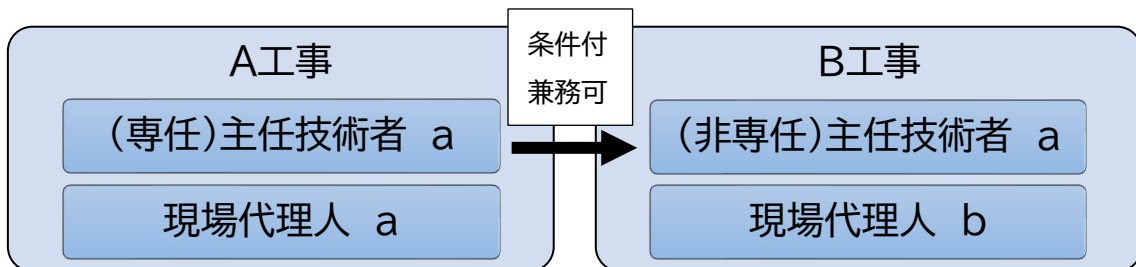 条件付
兼務可
A工事
(専任)主任技術者 a
現場代理人 a
B工事
(非専任)主任技術者 a
現場代理人 b